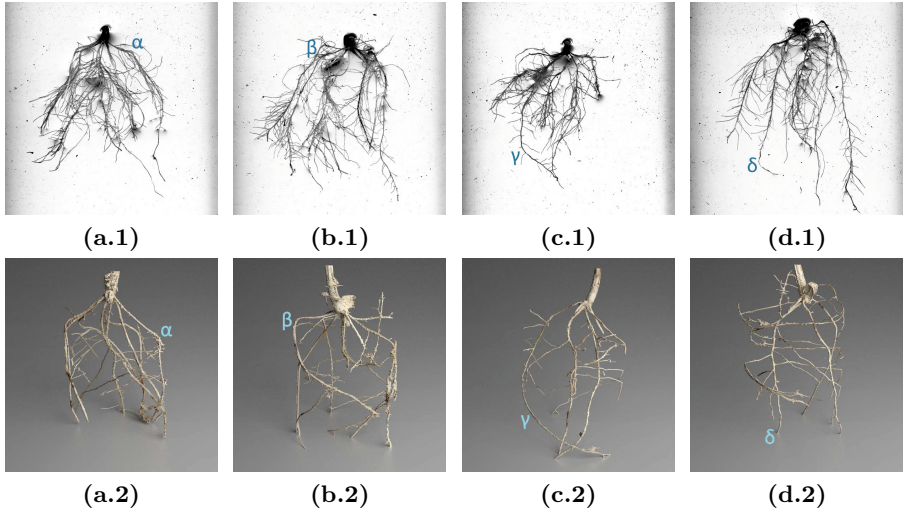 α β γ δ
(a.1) (b.1) (c.1) (d.1)
α β γ δ
(a.2) (b.2) (c.2) (d.2)